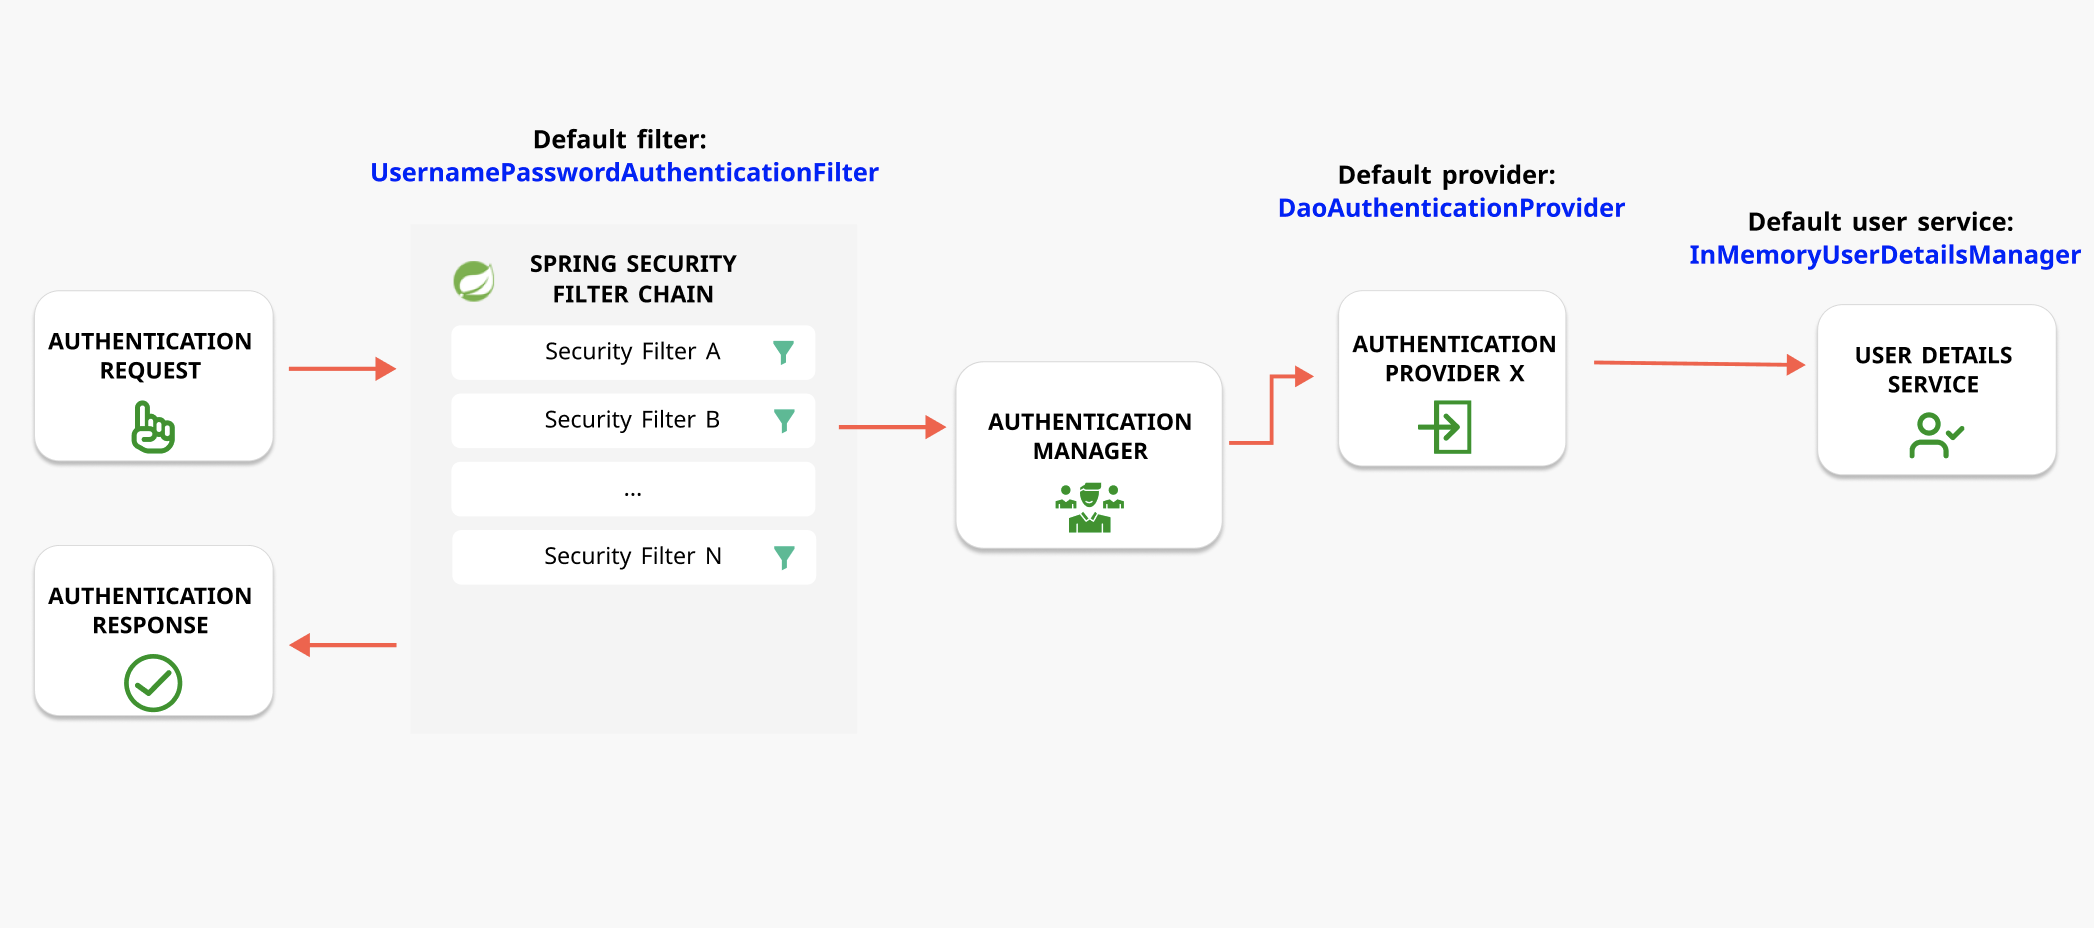 Default filter:
UsernamePasswordAuthenticationFilter
Default provider:
DaoAuthenticationProvider
Default user service:
InMemoryUserDetailsManager
AUTHENTICATION
REQUEST
SPRING SECURITY
FILTER CHAIN
Security Filter A
Security Filter B
...
Security Filter N
AUTHENTICATION
MANAGER
AUTHENTICATION
PROVIDER X
USER DETAILS
SERVICE
AUTHENTICATION
RESPONSE